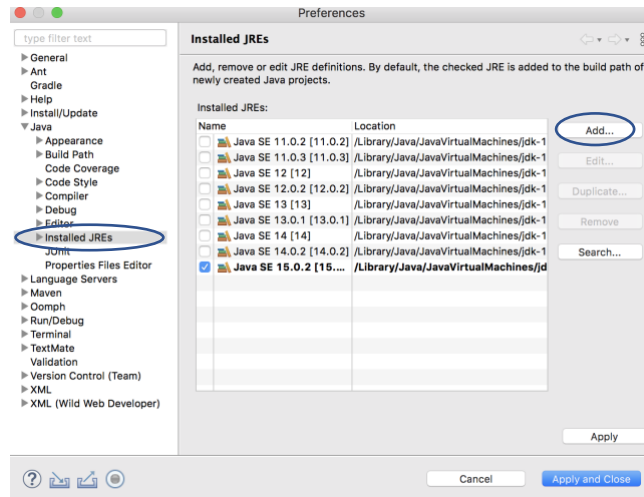 Preferences
type filter text
General
Ant
Gradle
Help
Install/Update
Java
Appearance
Build Path
Code Coverage
Code Style
Compiler
Debug
Editor
Installed JREs
JUnit
Properties Files Editor
Language Servers
Maven
Oomph
Run/Debug
Terminal
TextMate
Validation
Version Control (Team)
XML
XML (Wild Web Developer)
Installed JREs
Add, remove or edit JRE definitions. By default, the checked JRE is added to the build path of
newly created Java projects.
Installed JREs:
Name Location
Java SE 11.0.2 [11.0.2] /Library/Java/JavaVirtualMachines/jdk-1
Java SE 11.0.3 [11.0.3] /Library/Java/JavaVirtualMachines/jdk-1
Java SE 12 [12] /Library/Java/JavaVirtualMachines/jdk-1
Java SE 12.0.2 [12.0.2] /Library/Java/JavaVirtualMachines/jdk-1
Java SE 13 [13] /Library/Java/JavaVirtualMachines/jdk-1
Java SE 13.0.1 [13.0.1] /Library/Java/JavaVirtualMachines/jdk-1
Java SE 14 [14] /Library/Java/JavaVirtualMachines/jdk-1
Java SE 14.0.2 [14.0.2] /Library/Java/JavaVirtualMachines/jdk-1
Java SE 15.0.2 [15.... /Library/Java/JavaVirtualMachines/jd
Add...
Edit...
Duplicate...
Remove
Search...
Apply
Cancel
Apply and Close